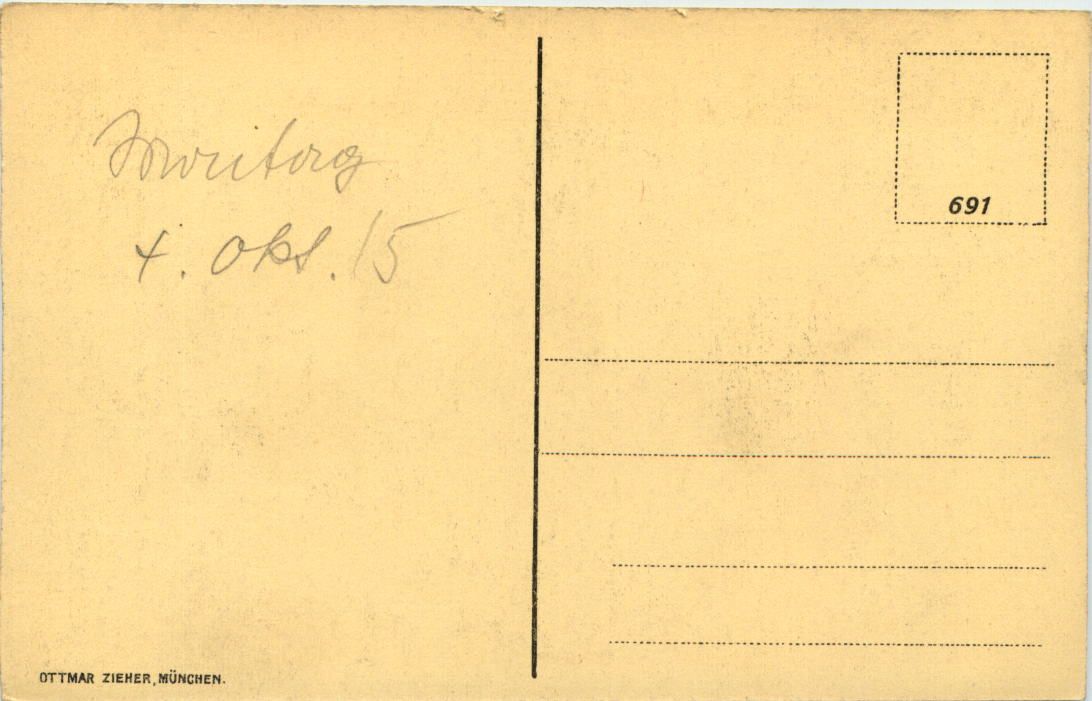 Montag
4. Okt. 15
691
OTTMAR ZIEHER, MÜNCHEN.